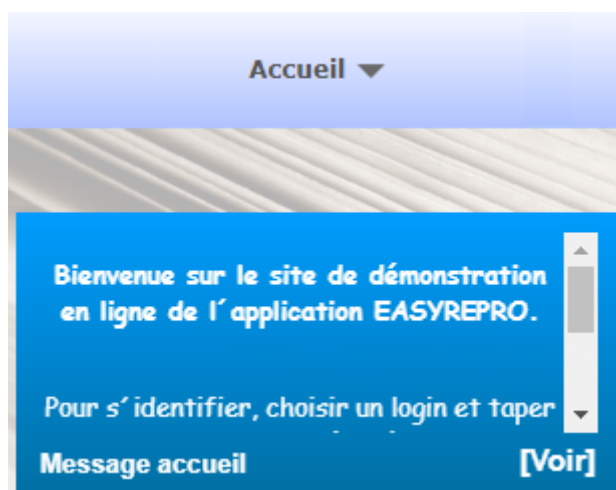 Accueil
Bienvenue sur le site de démonstration
en ligne de l´application EASYREPRO.
Pour s´identifier, choisir un login et taper
Message accueil
[Voir]